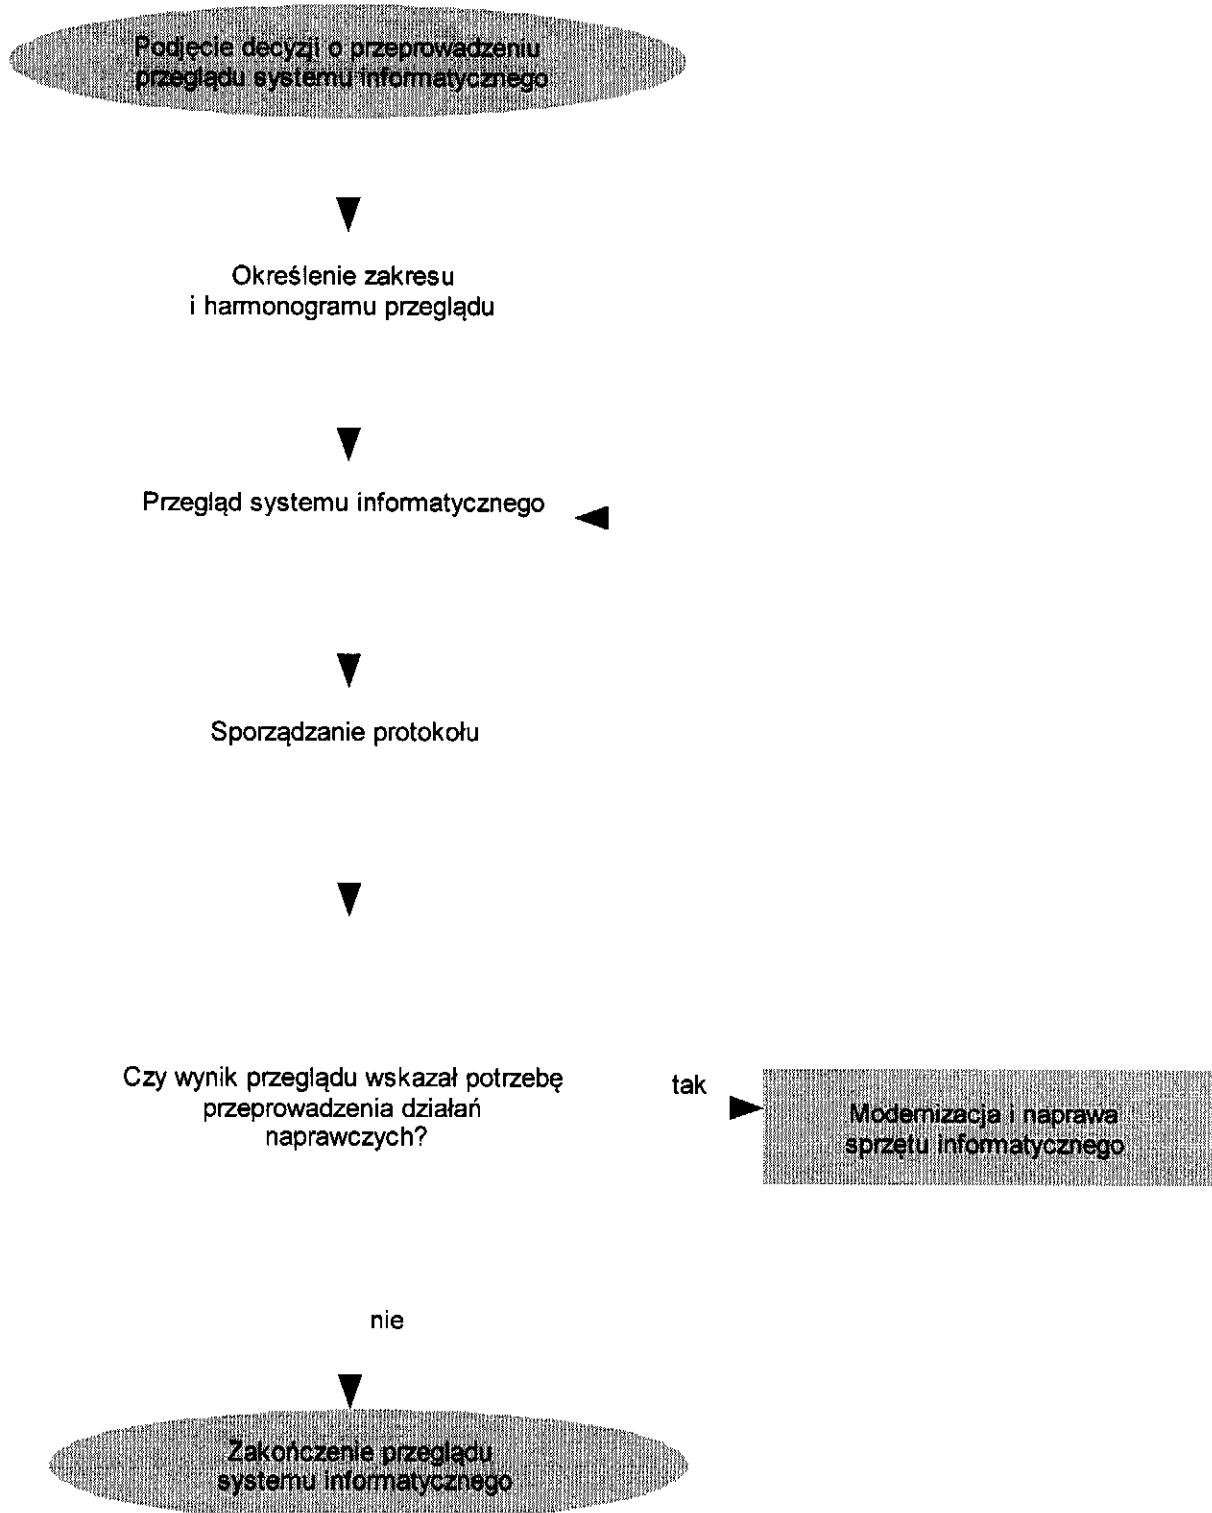 Podjęcie decyzji o przeprowadzeniu
przeglądu systemu informatycznego
Określenie zakresu
i harmonogramu przeglądu
Przegląd systemu informatycznego
Sporządzanie protokołu
Czy wynik przeglądu wskazał potrzebę
przeprowadzenia działań
naprawczych?
tak
Modernizacja i naprawa
sprzętu informatycznego
nie
Zakończenie przeglądu
systemu informatycznego